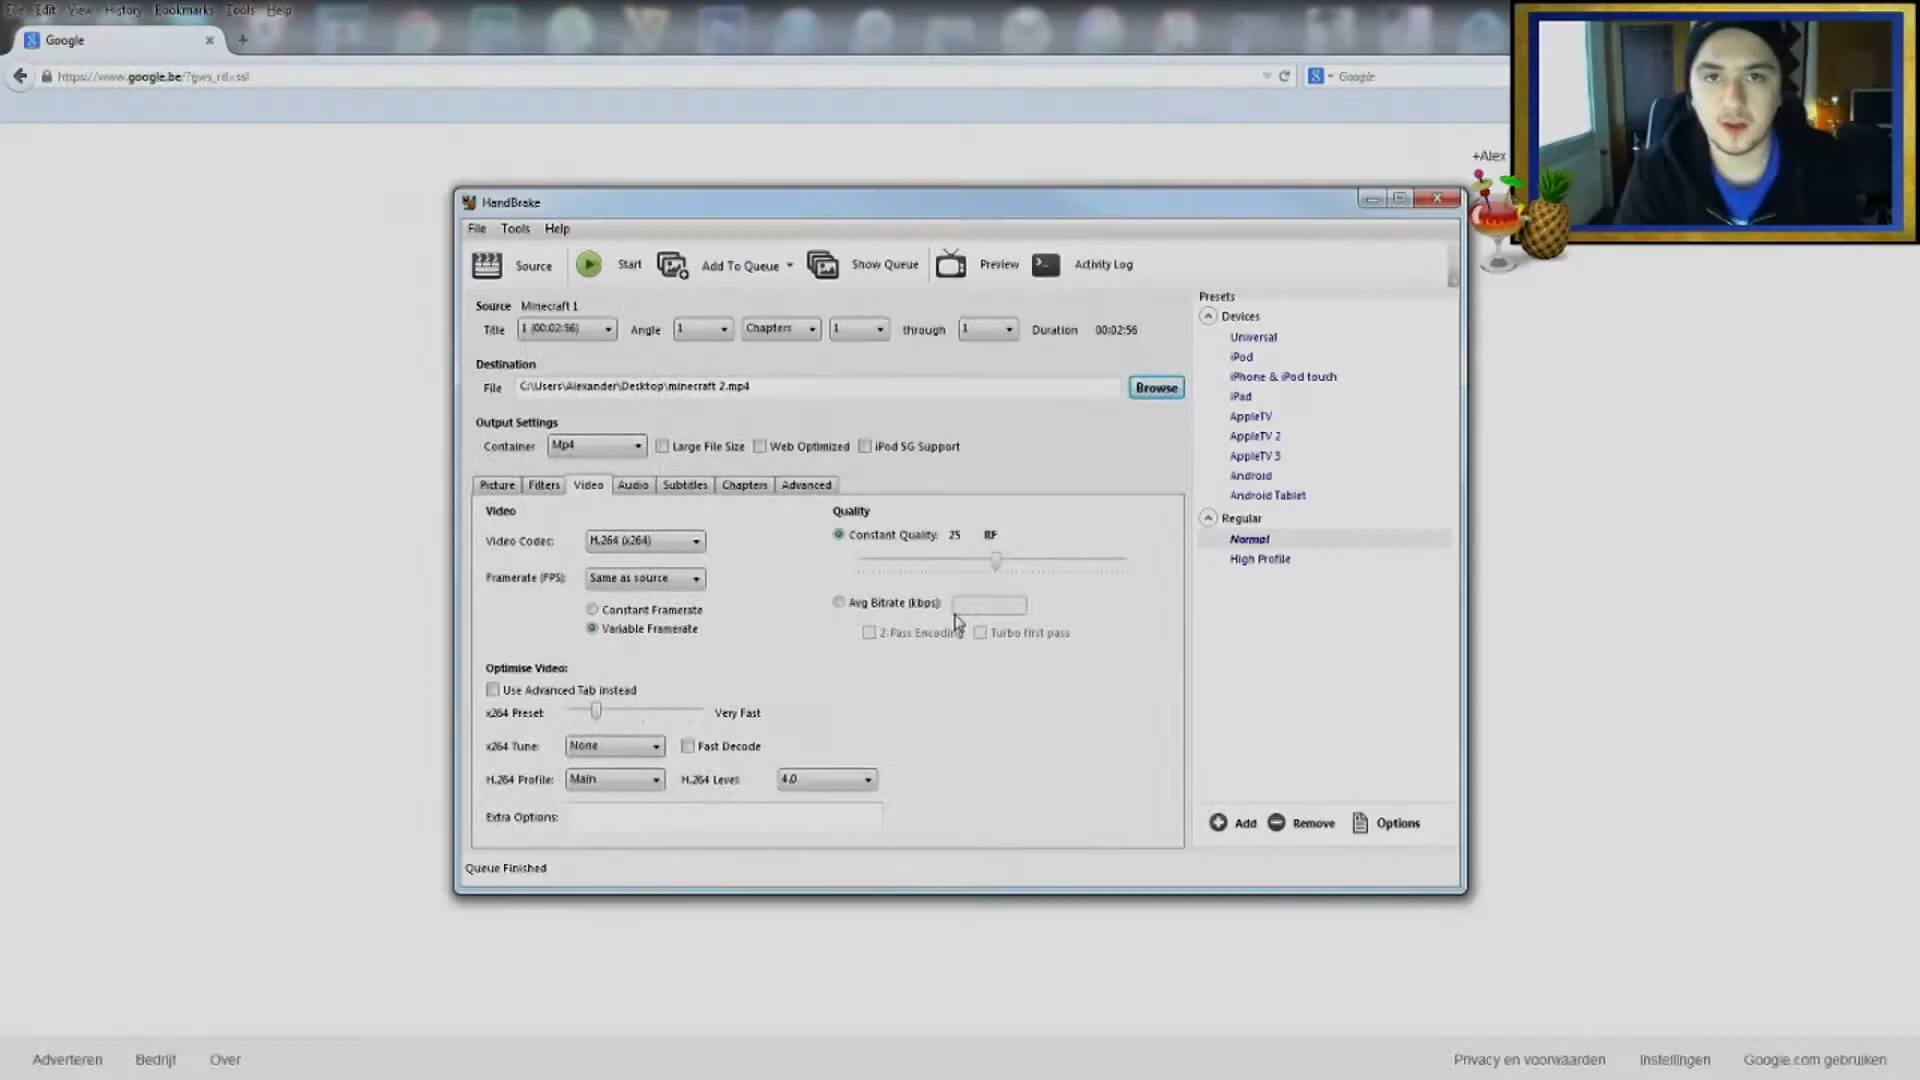 File Edit View History Bookmarks Tools Help
Google
https://www.google.be/?gws_rd=ssl
Google
+Alex
HandBrake
File Tools Help
Source Start Add To Queue Show Queue Preview Activity Log
Source Minecraft 1
Title 1 (00:02:56) Angle 1 Chapters 1 through 1 Duration 00:02:56
Destination
File C:\Users\Alexander\Desktop\minecraft 2.mp4 Browse
Output Settings
Container Mp4 Large File Size Web Optimized iPod 5G Support
Picture Filters Video Audio Subtitles Chapters Advanced
Video
Video Codec: H.264 (x264)
Framerate (FPS): Same as source
Constant Framerate
Variable Framerate
Quality
Constant Quality: 25 RF
Avg Bitrate (kbps):
2-Pass Encoding Turbo first pass
Optimise Video:
Use Advanced Tab instead
x264 Preset Very Fast
x264 Tune: None Fast Decode
H.264 Profile: Main H.264 Level: 4.0
Extra Options:
Queue Finished
Presets
Devices
Universal
iPod
iPhone & iPod touch
iPad
AppleTV
AppleTV 2
AppleTV 3
Android
Android Tablet
Regular
Normal
High Profile
Add Remove Options
Adverteren Bedrijf Over
Privacy en voorwaarden Instellingen Google.com gebruiken